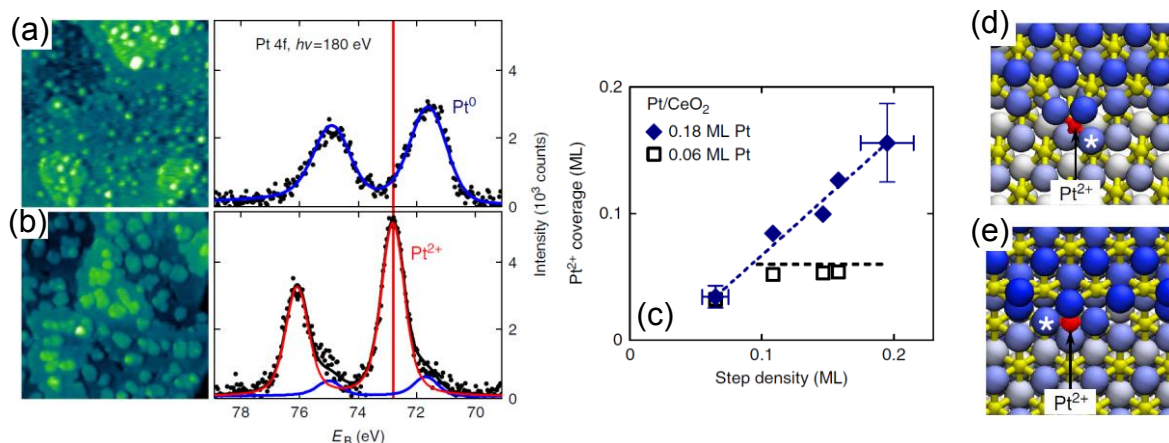 (a)
Pt 4f, hν=180 eV
Pt0
4
2
0
(b)
Pt2+
4
2
0
Intensity (10³ counts)
78
76
74
72
70
EB (eV)
0.2
0.1
0
Pt2+ coverage (ML)
Pt/CeO2
0.18 ML Pt
0.06 ML Pt
(c)
0
0.1
0.2
Step density (ML)
(d)
*
Pt2+
(e)
*
Pt2+